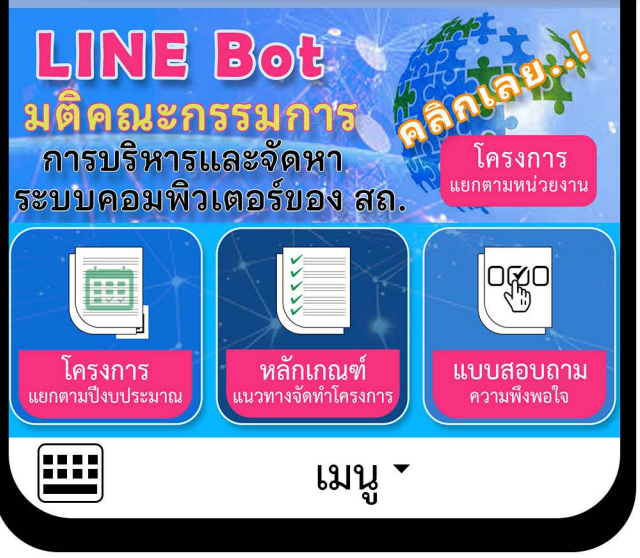 LINE Bot
มติคณะกรรมการ
การบริหารและจัดหา
ระบบคอมพิวเตอร์ของ สถ.
คลิกเลย..!
โครงการ
แยกตามหน่วยงาน
โครงการ
แยกตามปีงบประมาณ
หลักเกณฑ์
แนวทางจัดทำโครงการ
แบบสอบถาม
ความพึงพอใจ
เมนู